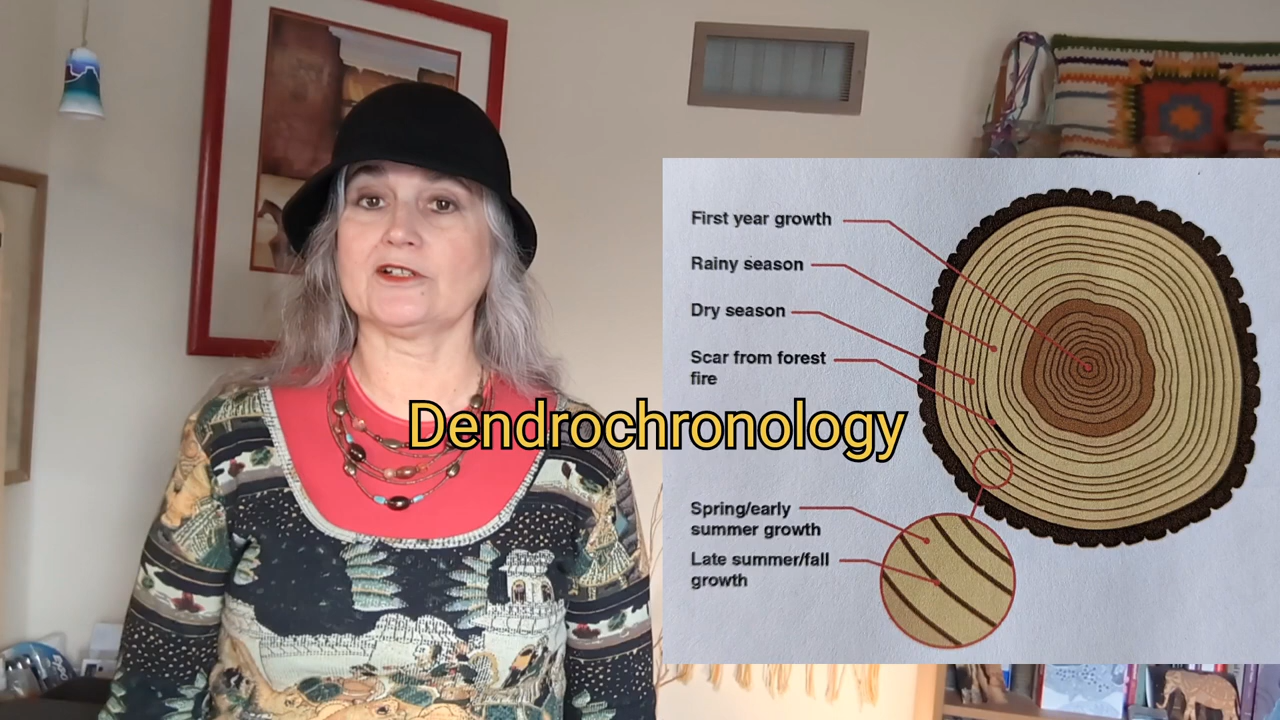 First year growth
Rainy season
Dry season
Scar from forest
fire
Dendrochronology
Spring/early
summer growth
Late summer/fall
growth